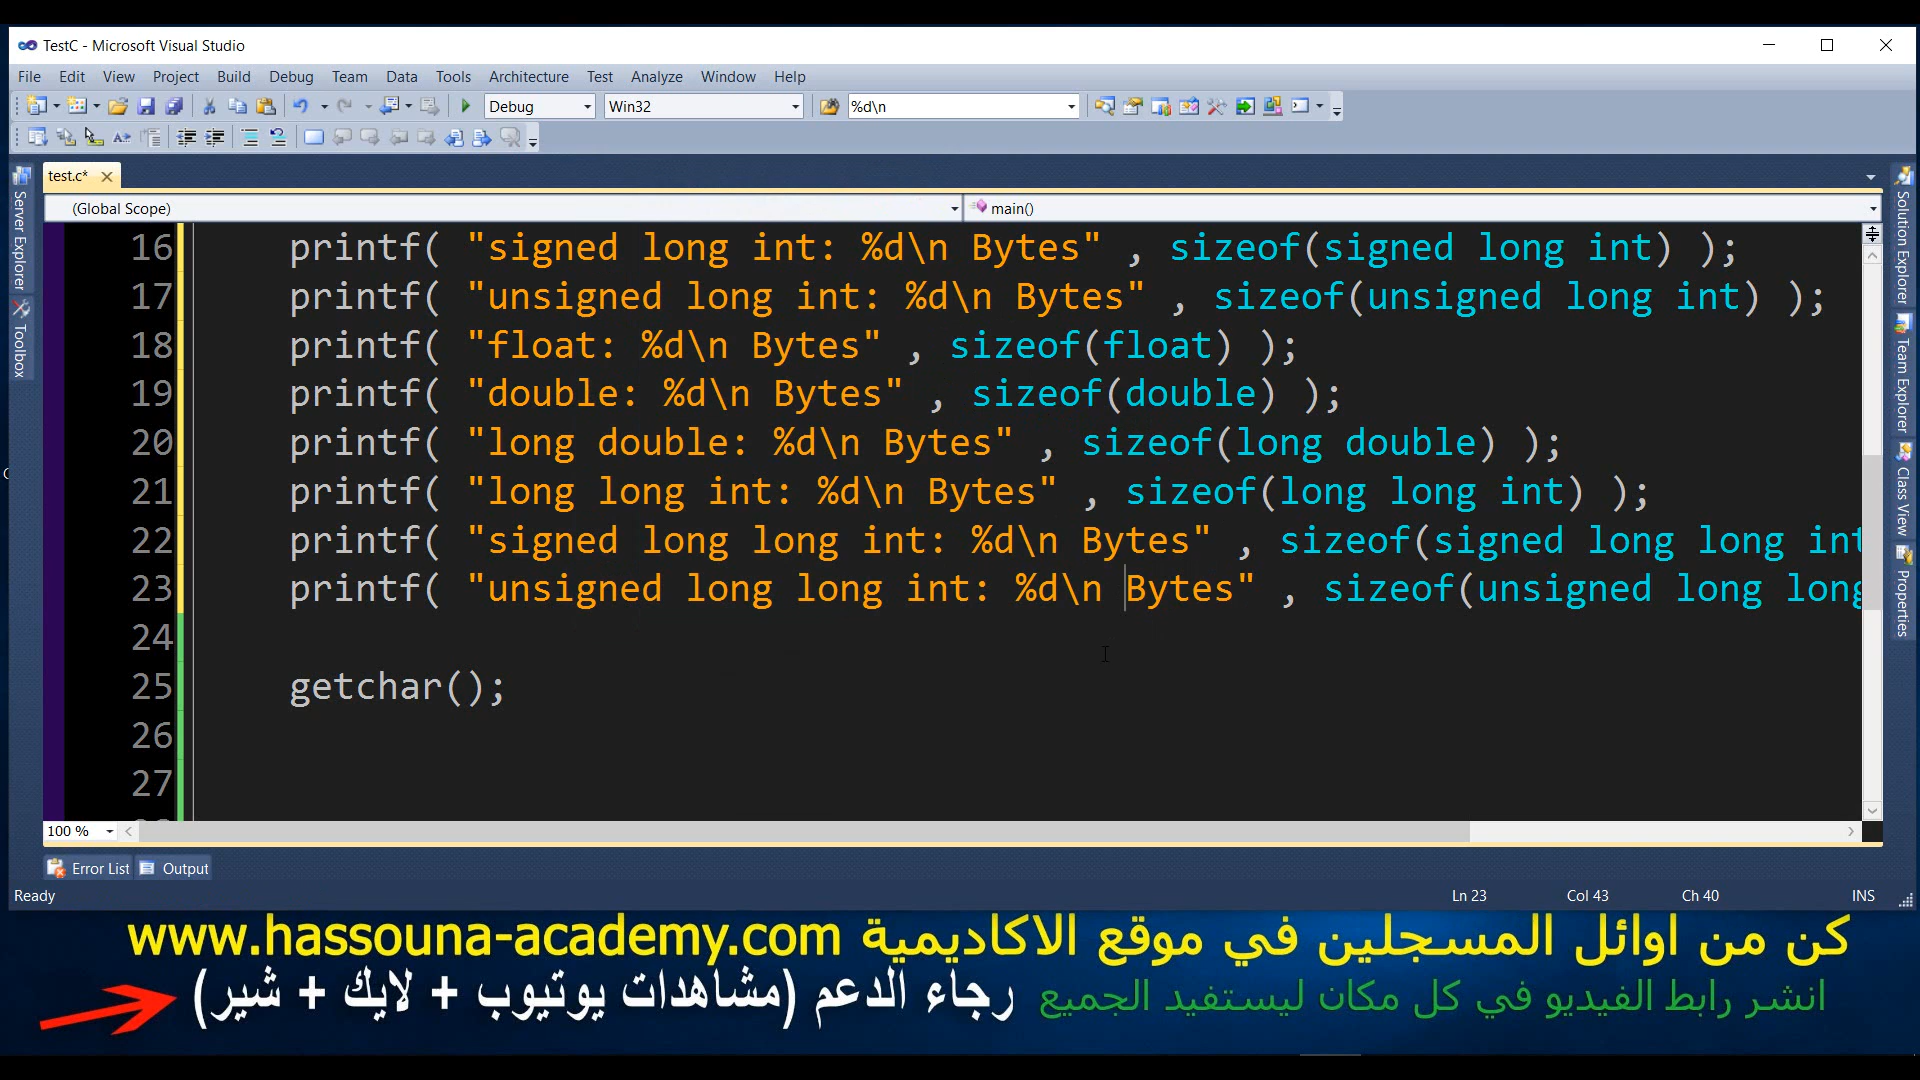 TestC - Microsoft Visual Studio
File Edit View Project Build Debug Team Data Tools Architecture Test Analyze Window Help
Debug Win32 %d\n
test.c*
(Global Scope) main()
Server Explorer
Toolbox
16 printf( "signed long int: %d\n Bytes" , sizeof(signed long int) );
17 printf( "unsigned long int: %d\n Bytes" , sizeof(unsigned long int) );
18 printf( "float: %d\n Bytes" , sizeof(float) );
19 printf( "double: %d\n Bytes" , sizeof(double) );
20 printf( "long double: %d\n Bytes" , sizeof(long double) );
21 printf( "long long int: %d\n Bytes" , sizeof(long long int) );
22 printf( "signed long long int: %d\n Bytes" , sizeof(signed long long int
23 printf( "unsigned long long int: %d\n Bytes" , sizeof(unsigned long long
24
25 getchar();
26
27
Solution Explorer
Team Explorer
Class View
Properties
100 %
Error List Output
Ready Ln 23 Col 43 Ch 40 INS
كن من اوائل المسجلين في موقع الاكاديمية www.hassouna-academy.com
انشر رابط الفيديو في كل مكان ليستفيد الجميع رجاء الدعم (مشاهدات يوتيوب + لايك + شير)